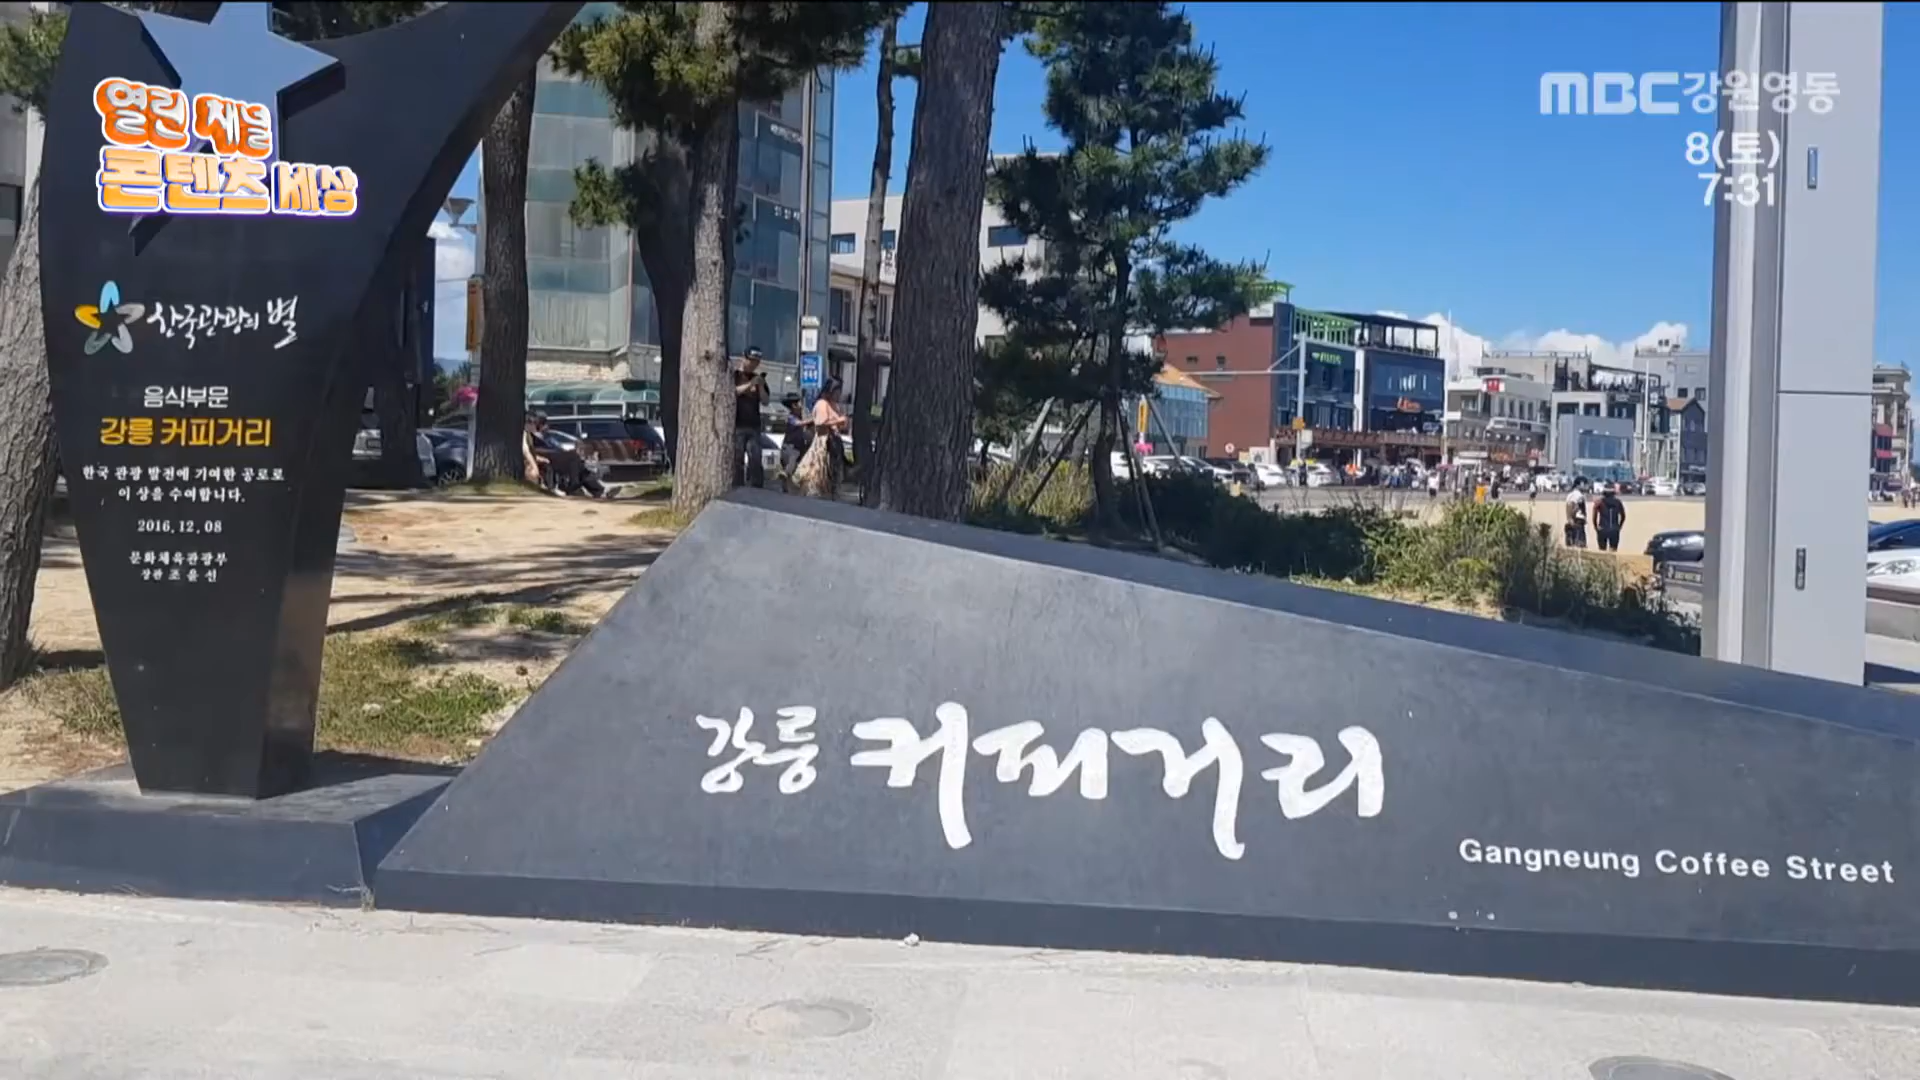 열린 채널
콘텐츠 세상
MBC강원영동
8(토)
7:31
한국관광의 별
음식부문
강릉 커피거리
한국 관광 발전에 기여한 공로로
이 상을 수여합니다.
2016. 12. 08
문화체육관광부
장관 조윤선
강릉 커피거리
Gangneung Coffee Street